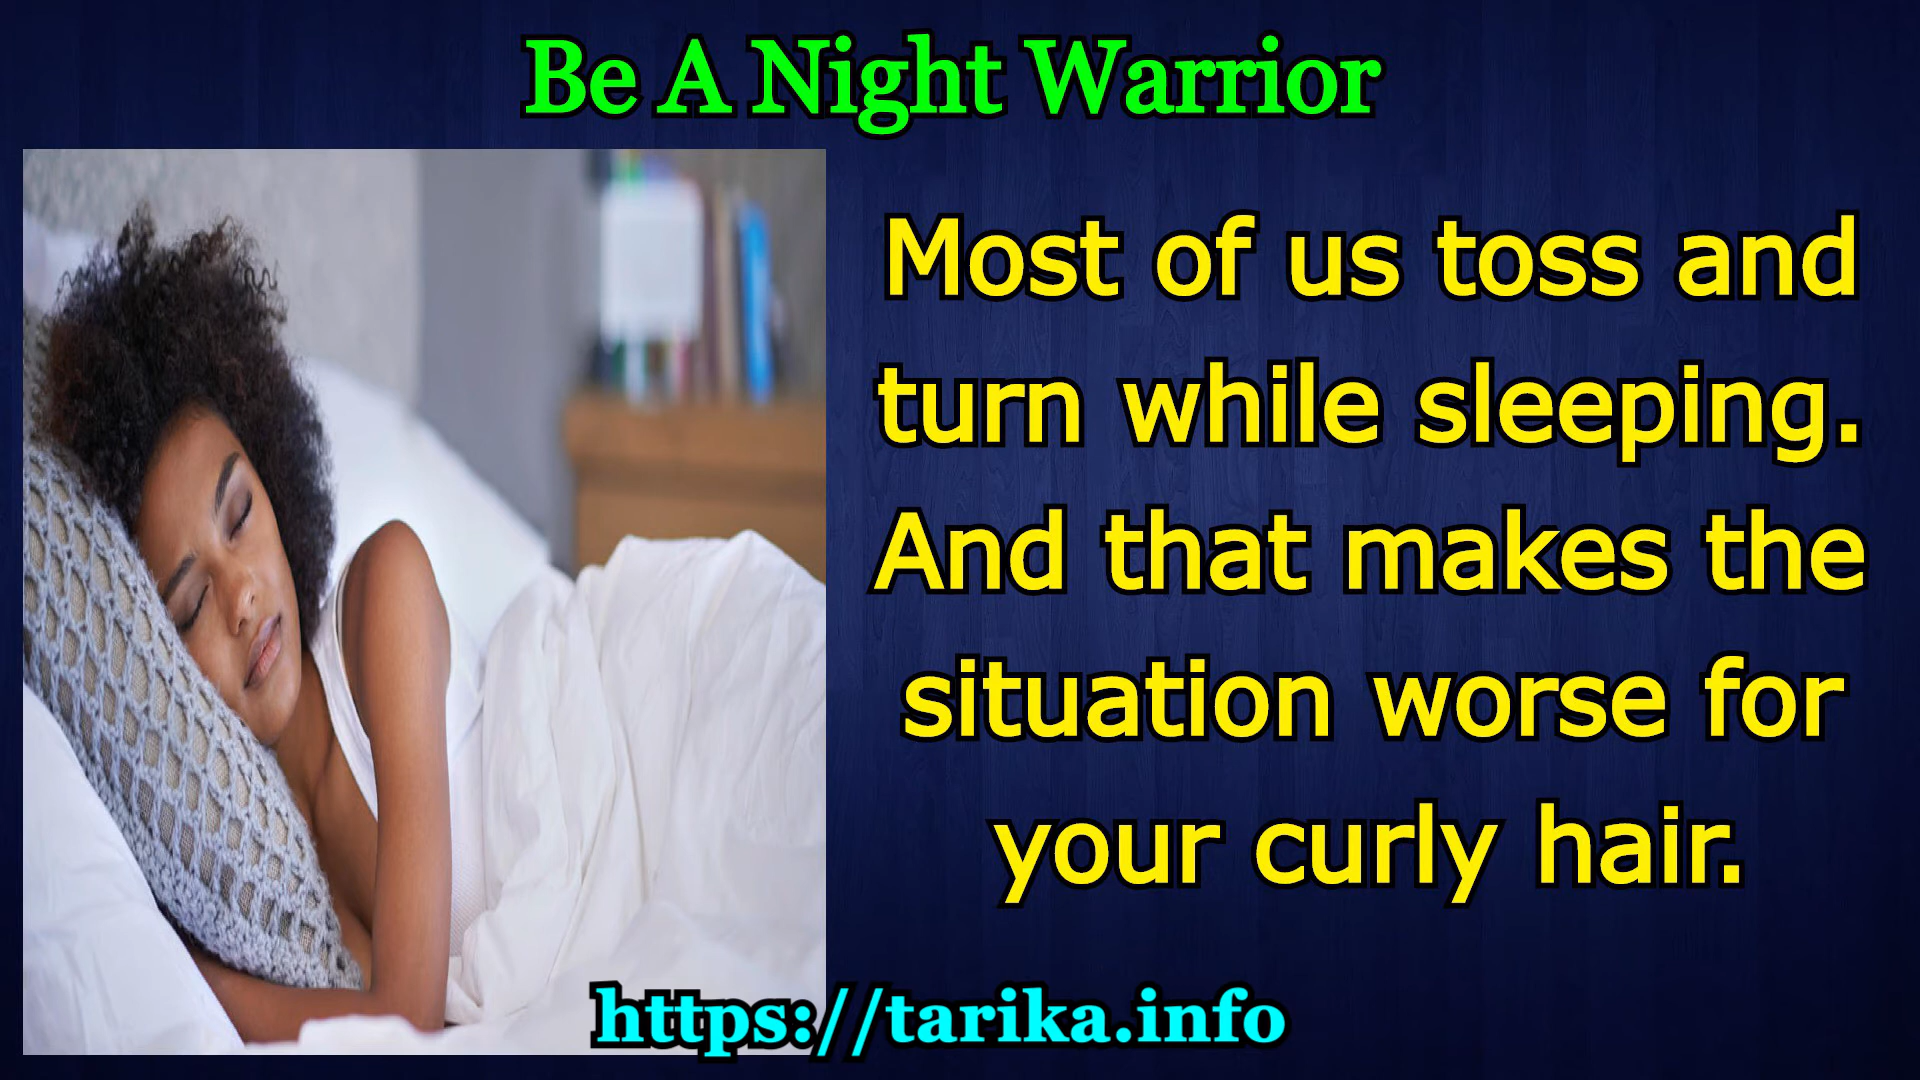 Be A Night Warrior
Most of us toss and
turn while sleeping.
And that makes the
situation worse for
your curly hair.
https://tarika.info